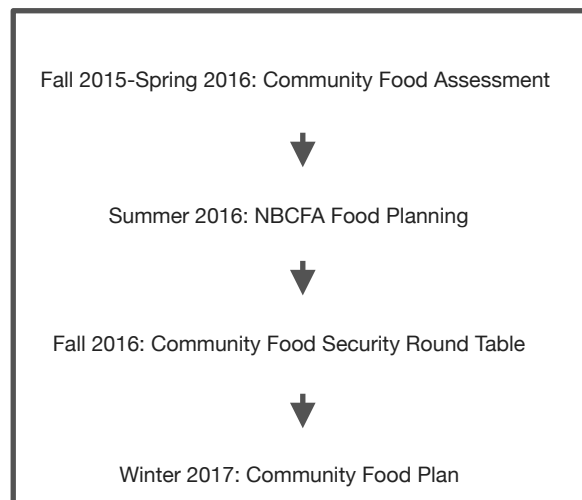 Fall 2015-Spring 2016: Community Food Assessment
Summer 2016: NBCFA Food Planning
Fall 2016: Community Food Security Round Table
Winter 2017: Community Food Plan